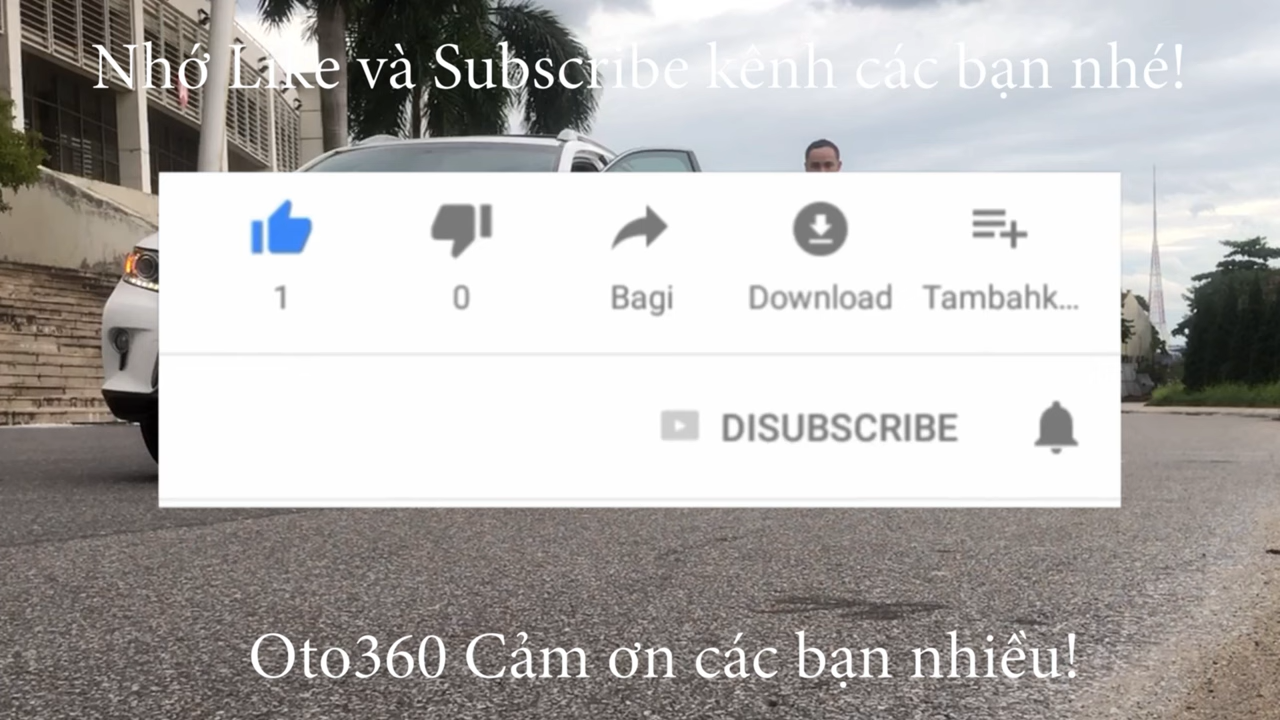 Nhớ Like và Subscribe kênh các bạn nhé!
1 0 Bagi Download Tambahk...
DISUBSCRIBE
Oto360 Cảm ơn các bạn nhiều!